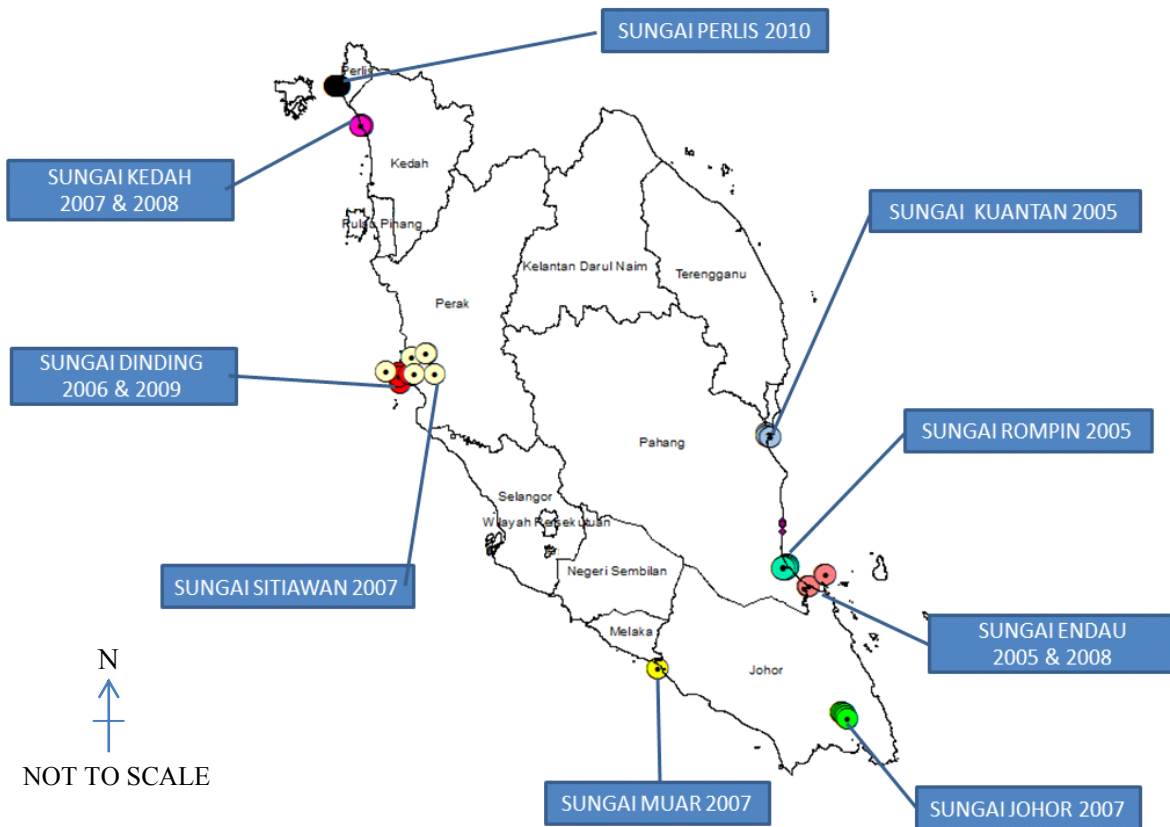 SUNGAI PERLIS 2010
Perlis
SUNGAI KEDAH
2007 & 2008
Kedah
SUNGAI KUANTAN 2005
Pulau Pinang
Kelantan Darul Naim
Terengganu
Perak
SUNGAI DINDING
2006 & 2009
SUNGAI ROMPIN 2005
Pahang
Selangor
Wilayah Persekutuan
Negeri Sembilan
SUNGAI SITIAWAN 2007
Melaka
SUNGAI ENDAU
2005 & 2008
Johor
N
NOT TO SCALE
SUNGAI MUAR 2007
SUNGAI JOHOR 2007